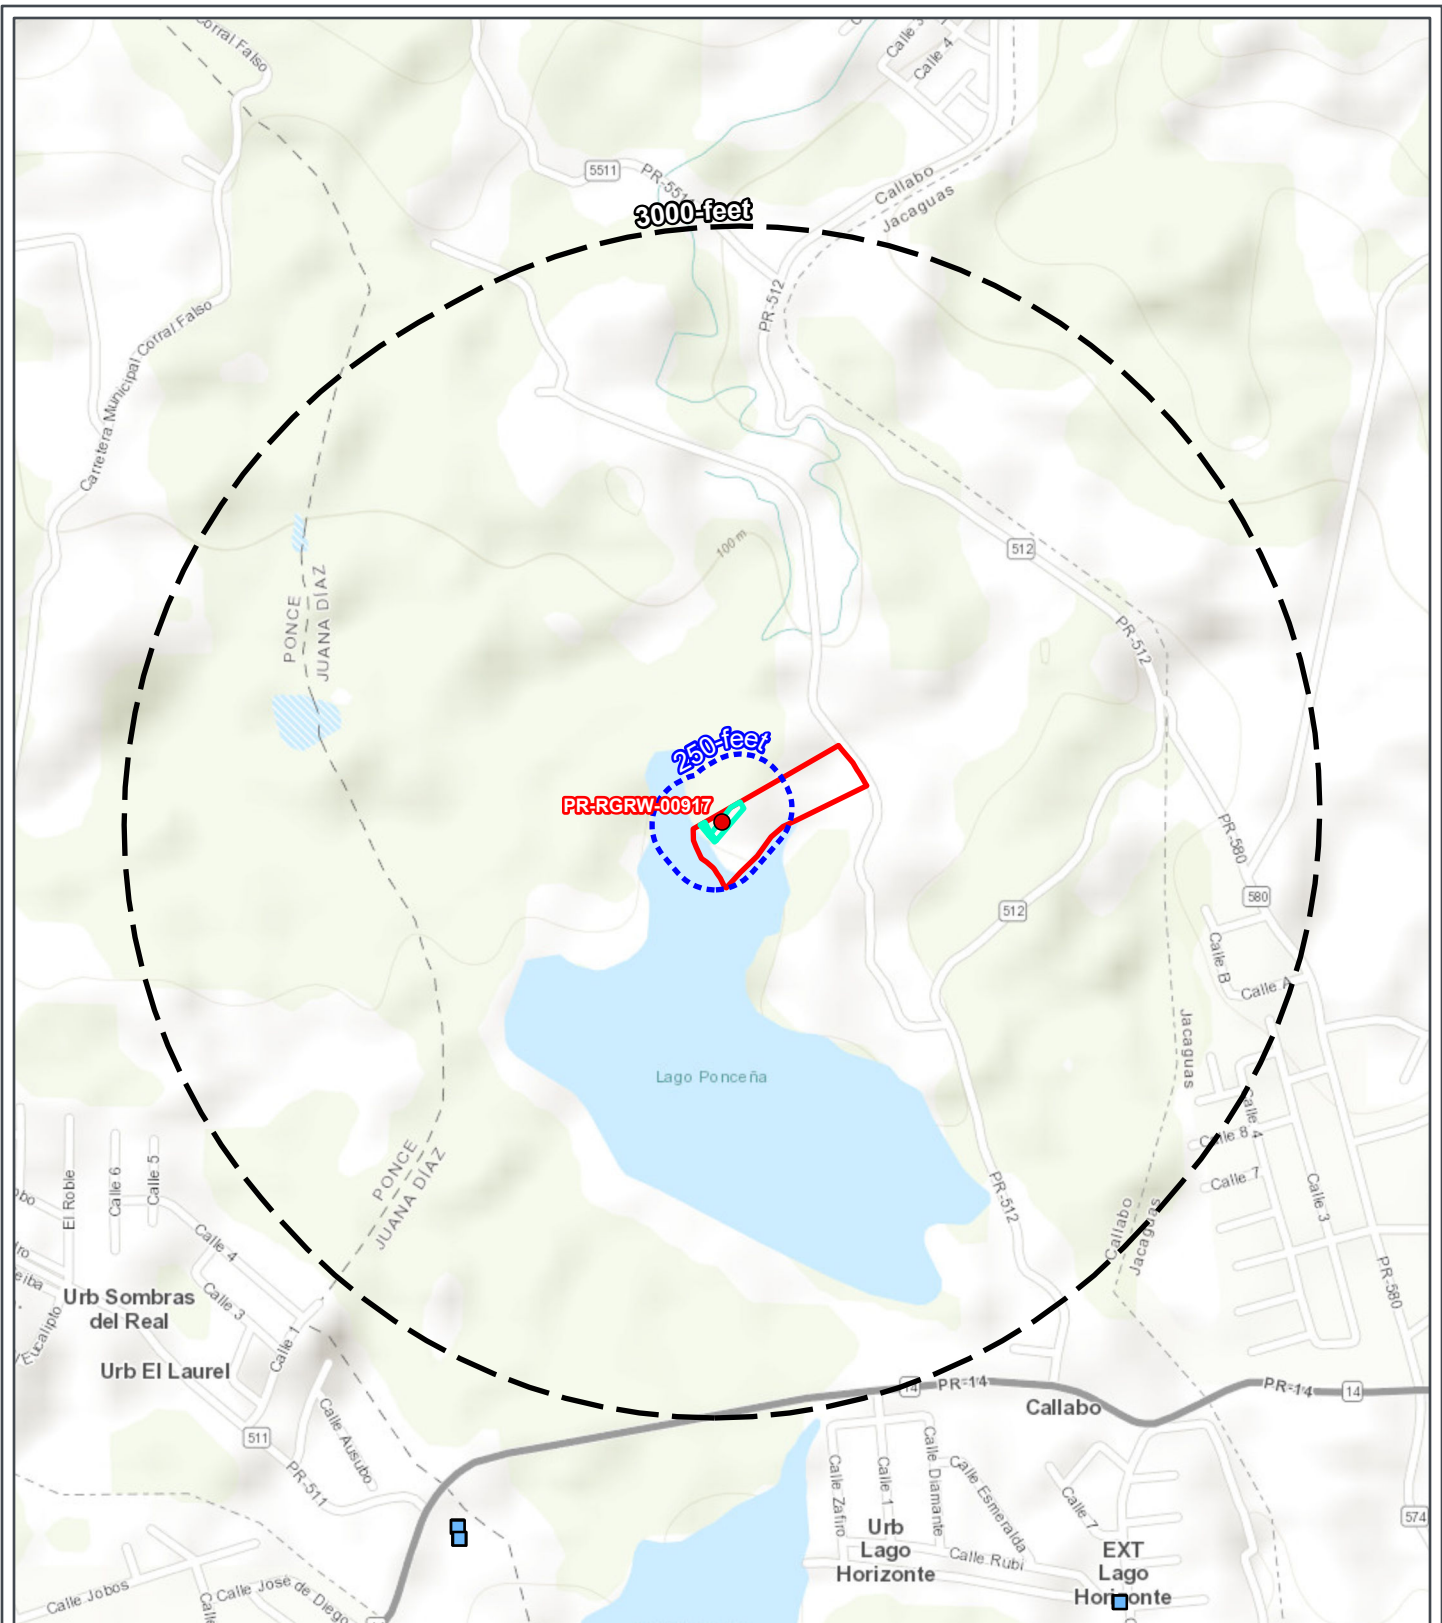 Corral Falso
Calle 3
Calle 4
5511
PR-551
Callabo
Jacaguas
3000-feet
PR-512
Carretera Municipal Corral Falso
100 m
512
PONCE
JUANA DÍAZ
PR-512
250-feet
PR-RGRW-00917
PR-580
580
512
Calle B
Calle A
Jacaguas
Lago Ponceña
Calle 4
Calle 8
Calle 7
Calle 3
PONCE
JUANA DÍAZ
El Roble
Calle 6
Calle 5
PR-512
Callabo
Jacaguas
Calle 4
PR-580
Urb Sombras
del Real
Calle 3
Eucalipto
Calle 1
Urb El Laurel
14
PR-14
PR-14
14
Callabo
511
Calle Ausubo
PR-511
Calle Zafiro
Calle 1
Calle Diamante
Calle Esmeralda
Calle 7
574
Urb
Lago
Horizonte
Calle Rubi
EXT
Lago
Horizonte
Calle Jobos
Calle José de Diego